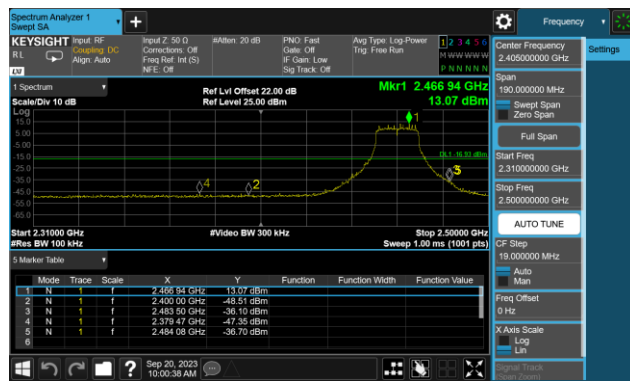 Spectrum Analyzer 1
Swept SA
Frequency
KEYSIGHT
Input: RF
Input Z: 50 Ω
#Atten: 20 dB
PNO: Fast
Avg Type: Log-Power
1 2 3 4 5 6
RL
Coupling: DC
Corrections: Off
Gate: Off
Trig: Free Run
M W W W W W
Align: Auto
Freq Ref: Int (S)
IF Gain: Low
P N N N N N
NFE: Off
Sig Track: Off
Center Frequency
2.405000000 GHz
Settings
1 Spectrum
Ref Lvl Offset 22.00 dB
Mkr1 2.466 94 GHz
Scale/Div 10 dB
Ref Level 25.00 dBm
13.07 dBm
Log
15.0
5.00
-5.00
-15.0
-25.0
-35.0
-45.0
-55.0
-65.0
1
DL1 -16.93 dBm
4
2
Start 2.31000 GHz
#Video BW 300 kHz
Stop 2.50000 GHz
#Res BW 100 kHz
Sweep 1.00 ms (1001 pts)
Span
190.000000 MHz
Swept Span
Zero Span
Full Span
Start Freq
2.310000000 GHz
Stop Freq
2.500000000 GHz
AUTO TUNE
CF Step
19.000000 MHz
Auto
Man
Freq Offset
0 Hz
X Axis Scale
Log
Lin
Signal Track
(Span Zoom)
5 Marker Table
Mode Trace Scale X Y Function Function Width Function Value
1 N 1 f 2.466 94 GHz 13.07 dBm
2 N 1 f 2.400 00 GHz -48.51 dBm
3 N 1 f 2.483 50 GHz -36.10 dBm
4 N 1 f 2.379 47 GHz -47.35 dBm
5 N 1 f 2.484 08 GHz -36.70 dBm
6
?
Sep 20, 2023
10:00:38 AM